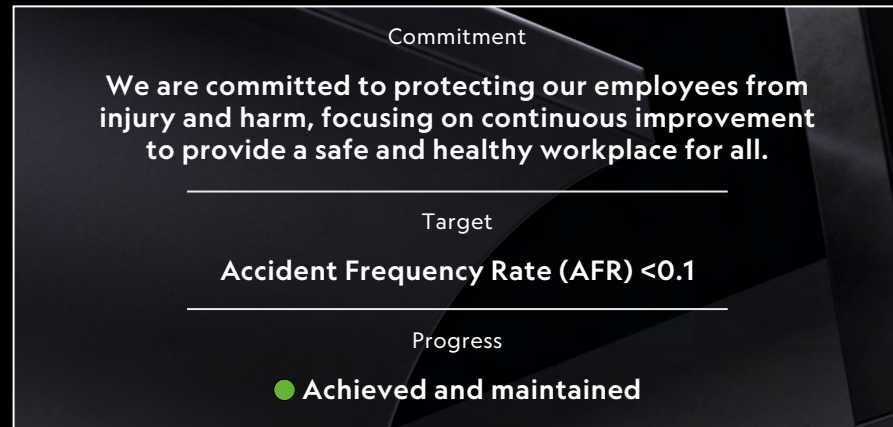 Commitment
We are committed to protecting our employees from
injury and harm, focusing on continuous improvement
to provide a safe and healthy workplace for all.
Target
Accident Frequency Rate (AFR) <0.1
Progress
Achieved and maintained